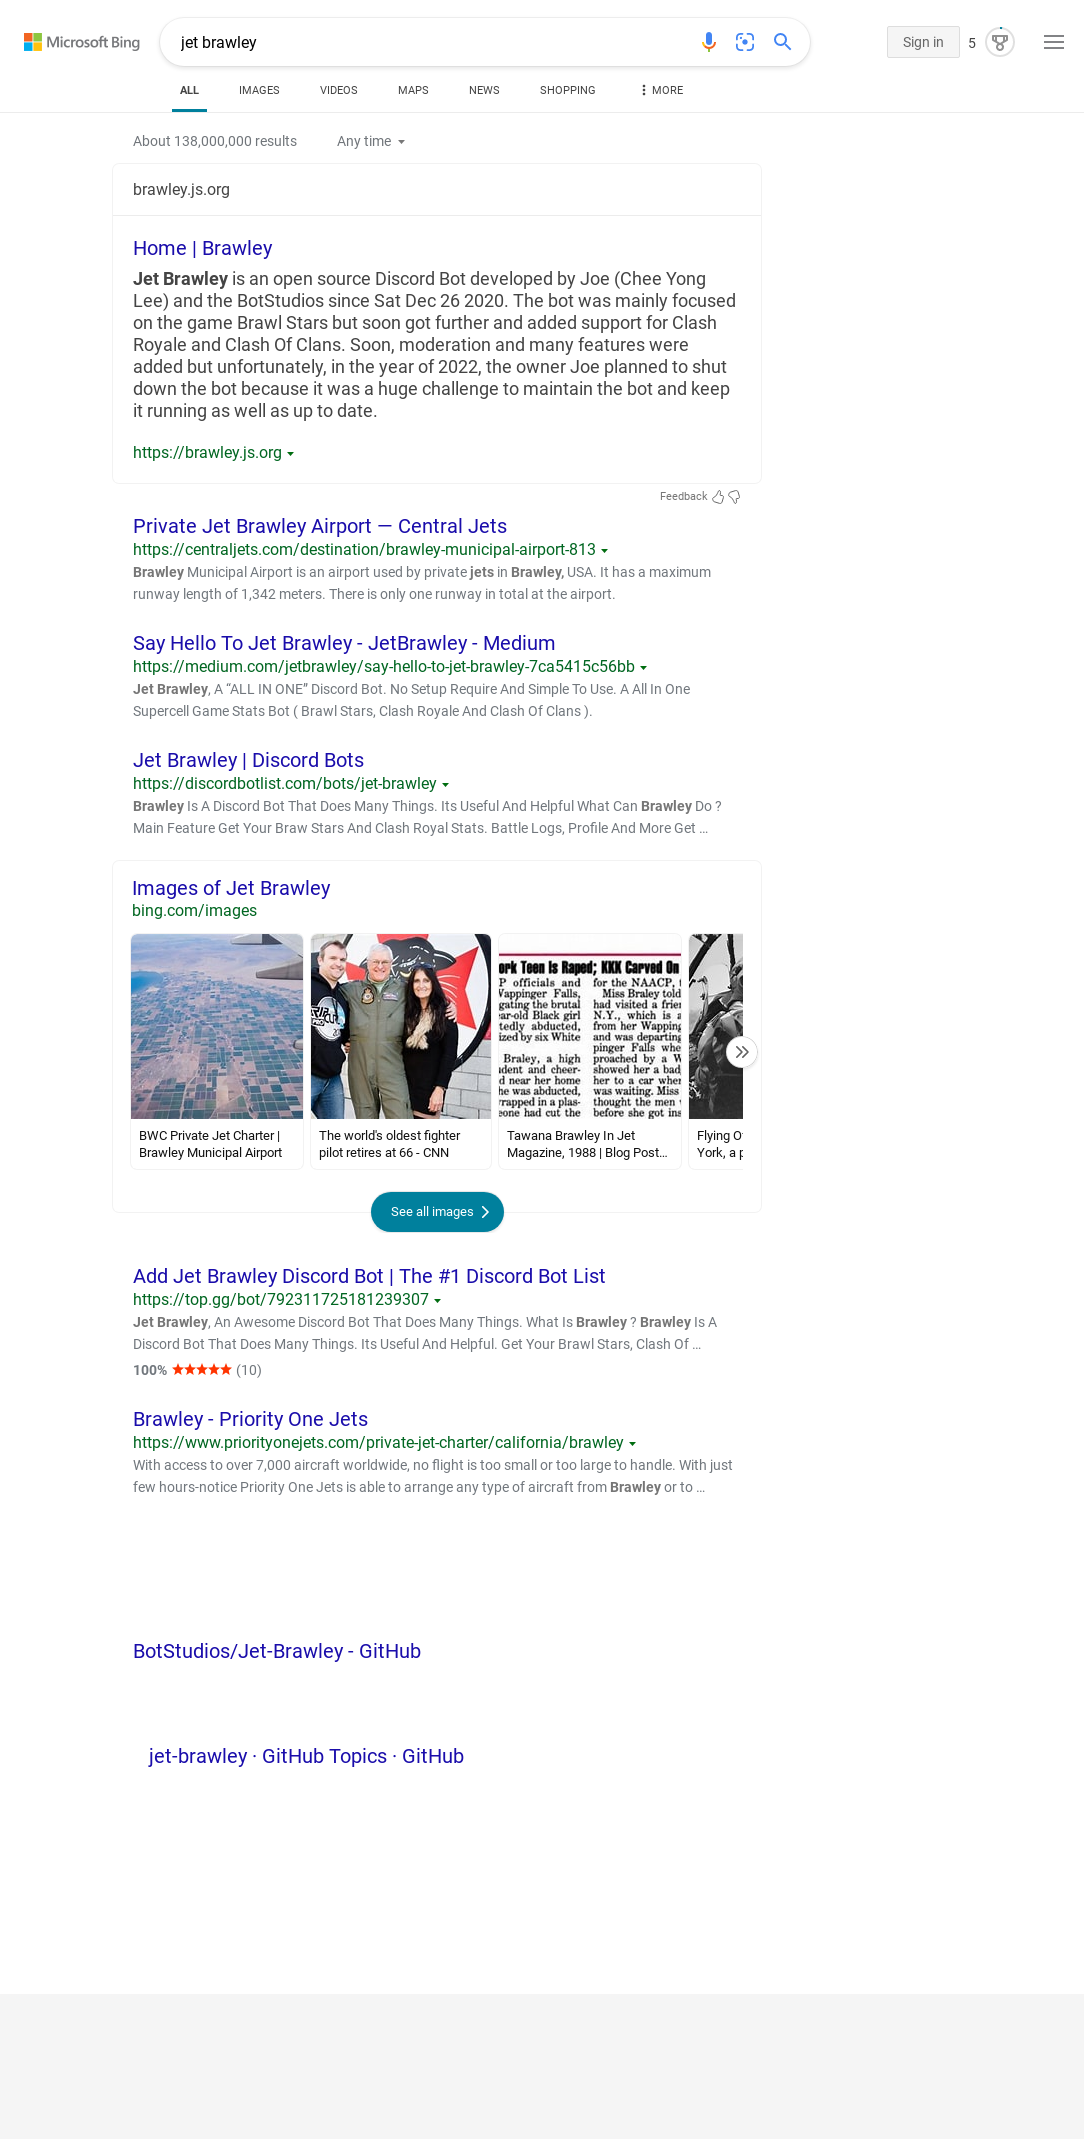 Microsoft Bing
jet brawley
Sign in
5
ALL
IMAGES
VIDEOS
MAPS
NEWS
SHOPPING
MORE
About 138,000,000 results
Any time
brawley.js.org
Home | Brawley
Jet Brawley is an open source Discord Bot developed by Joe (Chee Yong
Lee) and the BotStudios since Sat Dec 26 2020. The bot was mainly focused
on the game Brawl Stars but soon got further and added support for Clash
Royale and Clash Of Clans. Soon, moderation and many features were
added but unfortunately, in the year of 2022, the owner Joe planned to shut
down the bot because it was a huge challenge to maintain the bot and keep
it running as well as up to date.
https://brawley.js.org
Feedback
Private Jet Brawley Airport — Central Jets
https://centraljets.com/destination/brawley-municipal-airport-813
Brawley Municipal Airport is an airport used by private jets in Brawley, USA. It has a maximum
runway length of 1,342 meters. There is only one runway in total at the airport.
Say Hello To Jet Brawley - JetBrawley - Medium
https://medium.com/jetbrawley/say-hello-to-jet-brawley-7ca5415c56bb
Jet Brawley, A “ALL IN ONE” Discord Bot. No Setup Require And Simple To Use. A All In One
Supercell Game Stats Bot ( Brawl Stars, Clash Royale And Clash Of Clans ).
Jet Brawley | Discord Bots
https://discordbotlist.com/bots/jet-brawley
Brawley Is A Discord Bot That Does Many Things. Its Useful And Helpful What Can Brawley Do ?
Main Feature Get Your Braw Stars And Clash Royal Stats. Battle Logs, Profile And More Get …
Images of Jet Brawley
bing.com/images
ork Teen Is Raped; KKK Carved On
P officials and
Wappinger Falls,
gating the brutal
ear-old Black girl
tedly abducted,
ized by six White
Braley, a high
dent and cheer-
d near her home
she was abducted,
wrapped in a plas-
eone had cut the
for the NAACP,
Miss Braley told
had visited a frie
N.Y., which is a
from her Wapping
and was departing
pinger Falls whe
proached by a W
showed her a bad
her to a car wher
was waiting. Miss
thought the men
before she got ins
BWC Private Jet Charter |
Brawley Municipal Airport
The world's oldest fighter
pilot retires at 66 - CNN
Tawana Brawley In Jet
Magazine, 1988 | Blog Post…
Flying O
York, a p
See all images
Add Jet Brawley Discord Bot | The #1 Discord Bot List
https://top.gg/bot/792311725181239307
Jet Brawley, An Awesome Discord Bot That Does Many Things. What Is Brawley ? Brawley Is A
Discord Bot That Does Many Things. Its Useful And Helpful. Get Your Brawl Stars, Clash Of …
100% (10)
Brawley - Priority One Jets
https://www.priorityonejets.com/private-jet-charter/california/brawley
With access to over 7,000 aircraft worldwide, no flight is too small or too large to handle. With just
few hours-notice Priority One Jets is able to arrange any type of aircraft from Brawley or to …
BotStudios/Jet-Brawley - GitHub
jet-brawley · GitHub Topics · GitHub